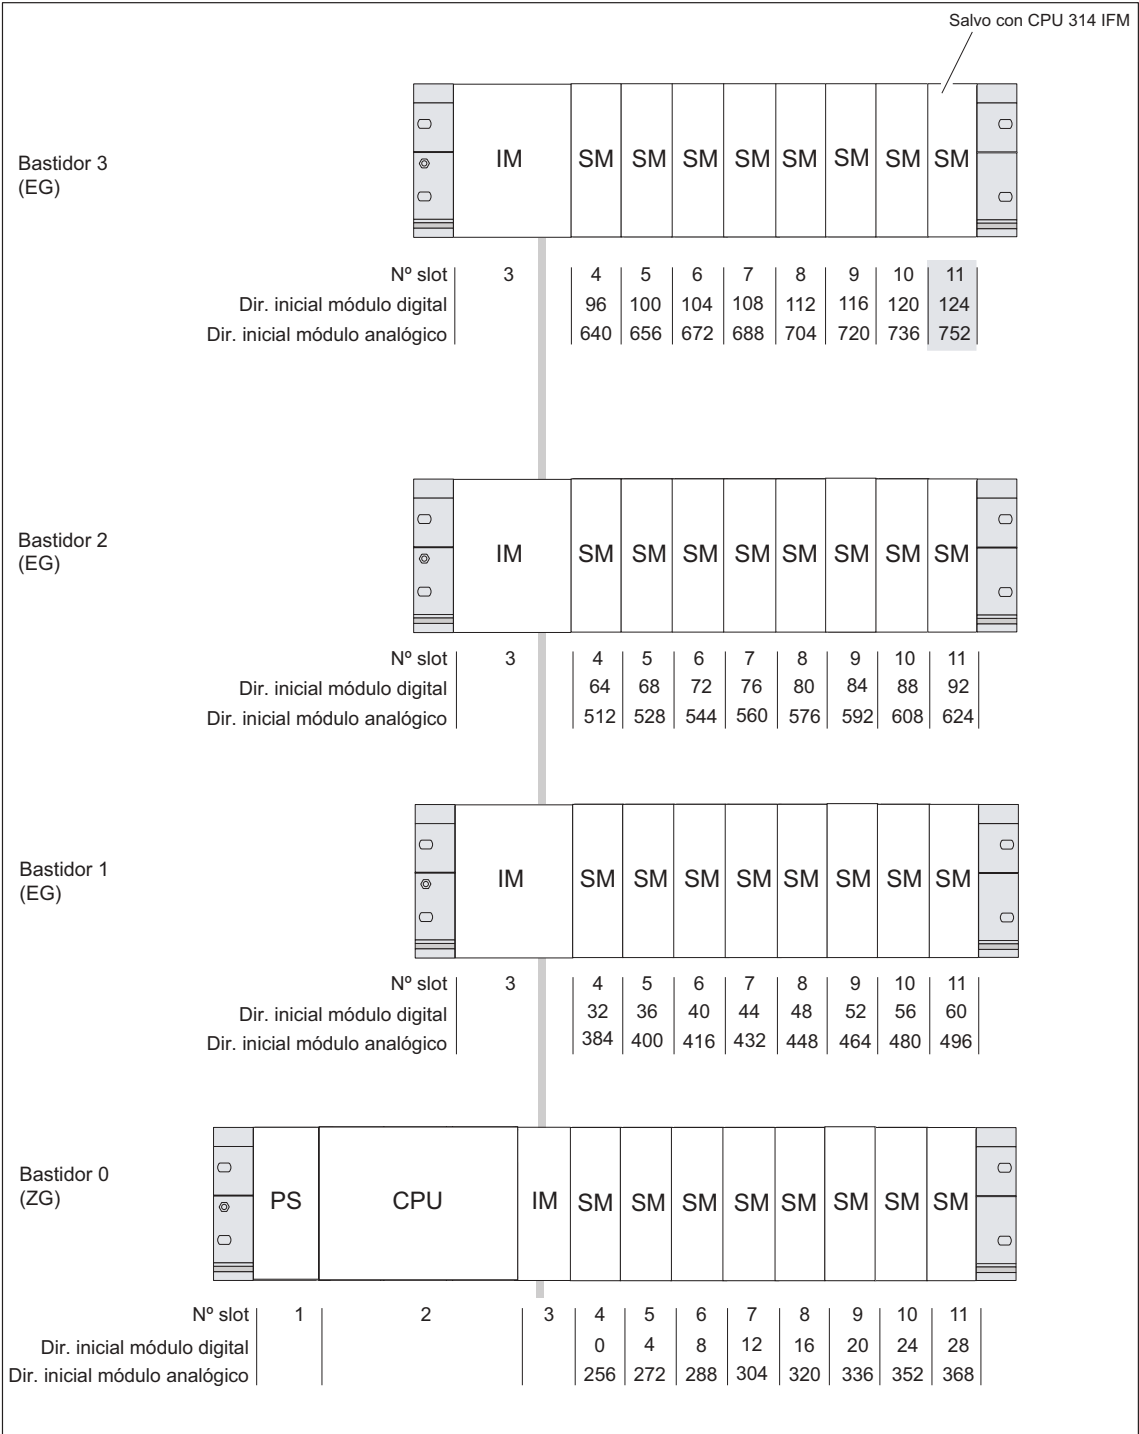 Salvo con CPU 314 IFM
Bastidor 3
(EG)
IM SM SM SM SM SM SM SM SM
Nº slot 3 4 5 6 7 8 9 10 11
Dir. inicial módulo digital 96 100 104 108 112 116 120 124
Dir. inicial módulo analógico 640 656 672 688 704 720 736 752
Bastidor 2
(EG)
IM SM SM SM SM SM SM SM SM
Nº slot 3 4 5 6 7 8 9 10 11
Dir. inicial módulo digital 64 68 72 76 80 84 88 92
Dir. inicial módulo analógico 512 528 544 560 576 592 608 624
Bastidor 1
(EG)
IM SM SM SM SM SM SM SM SM
Nº slot 3 4 5 6 7 8 9 10 11
Dir. inicial módulo digital 32 36 40 44 48 52 56 60
Dir. inicial módulo analógico 384 400 416 432 448 464 480 496
Bastidor 0
(ZG)
PS CPU IM SM SM SM SM SM SM SM SM
Nº slot 1 2 3 4 5 6 7 8 9 10 11
Dir. inicial módulo digital 0 4 8 12 16 20 24 28
Dir. inicial módulo analógico 256 272 288 304 320 336 352 368